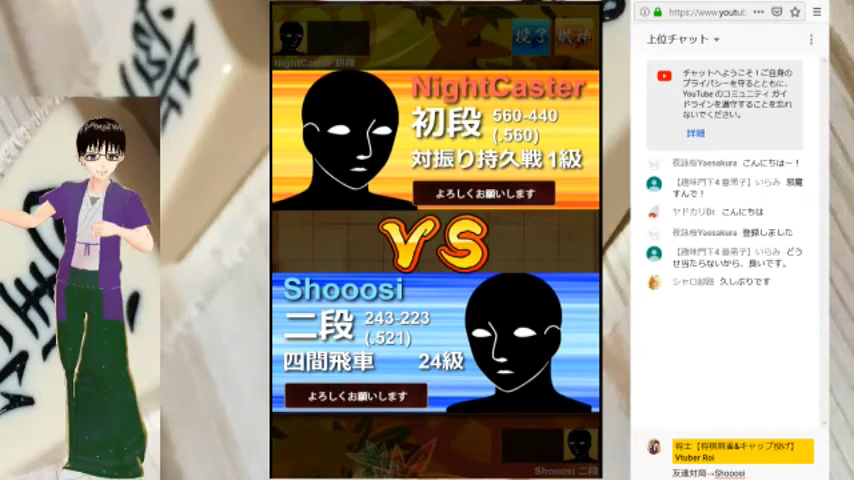 NightCaster 初段
投了 棋神
NightCaster
初段 560-440
(.560)
対振り持久戦 1級
よろしくお願いします
VS
Shooosi
二段 243-223
(.521)
四間飛車 24級
よろしくお願いします
Shooosi 二段
https://www.youtub
上位チャット
チャットへようこそ！ご自身の
プライバシーを守るとともに、
YouTube のコミュニティ ガイ
ドラインを遵守することを忘れ
ないでください。
詳細
夜詠桜Yaesakura こんにちはー！
【趣味門下4番弟子】いらみ 邪魔
すんで！
ヤドカリDr. こんにちは
夜詠桜Yaesakura 登録しました
【趣味門下4番弟子】いらみ どう
せ当たらないから、良いです。
久しぶりです
将士【将棋麻雀&キャップ投げ】
Vtuber Roi
友達対局→Shooosi